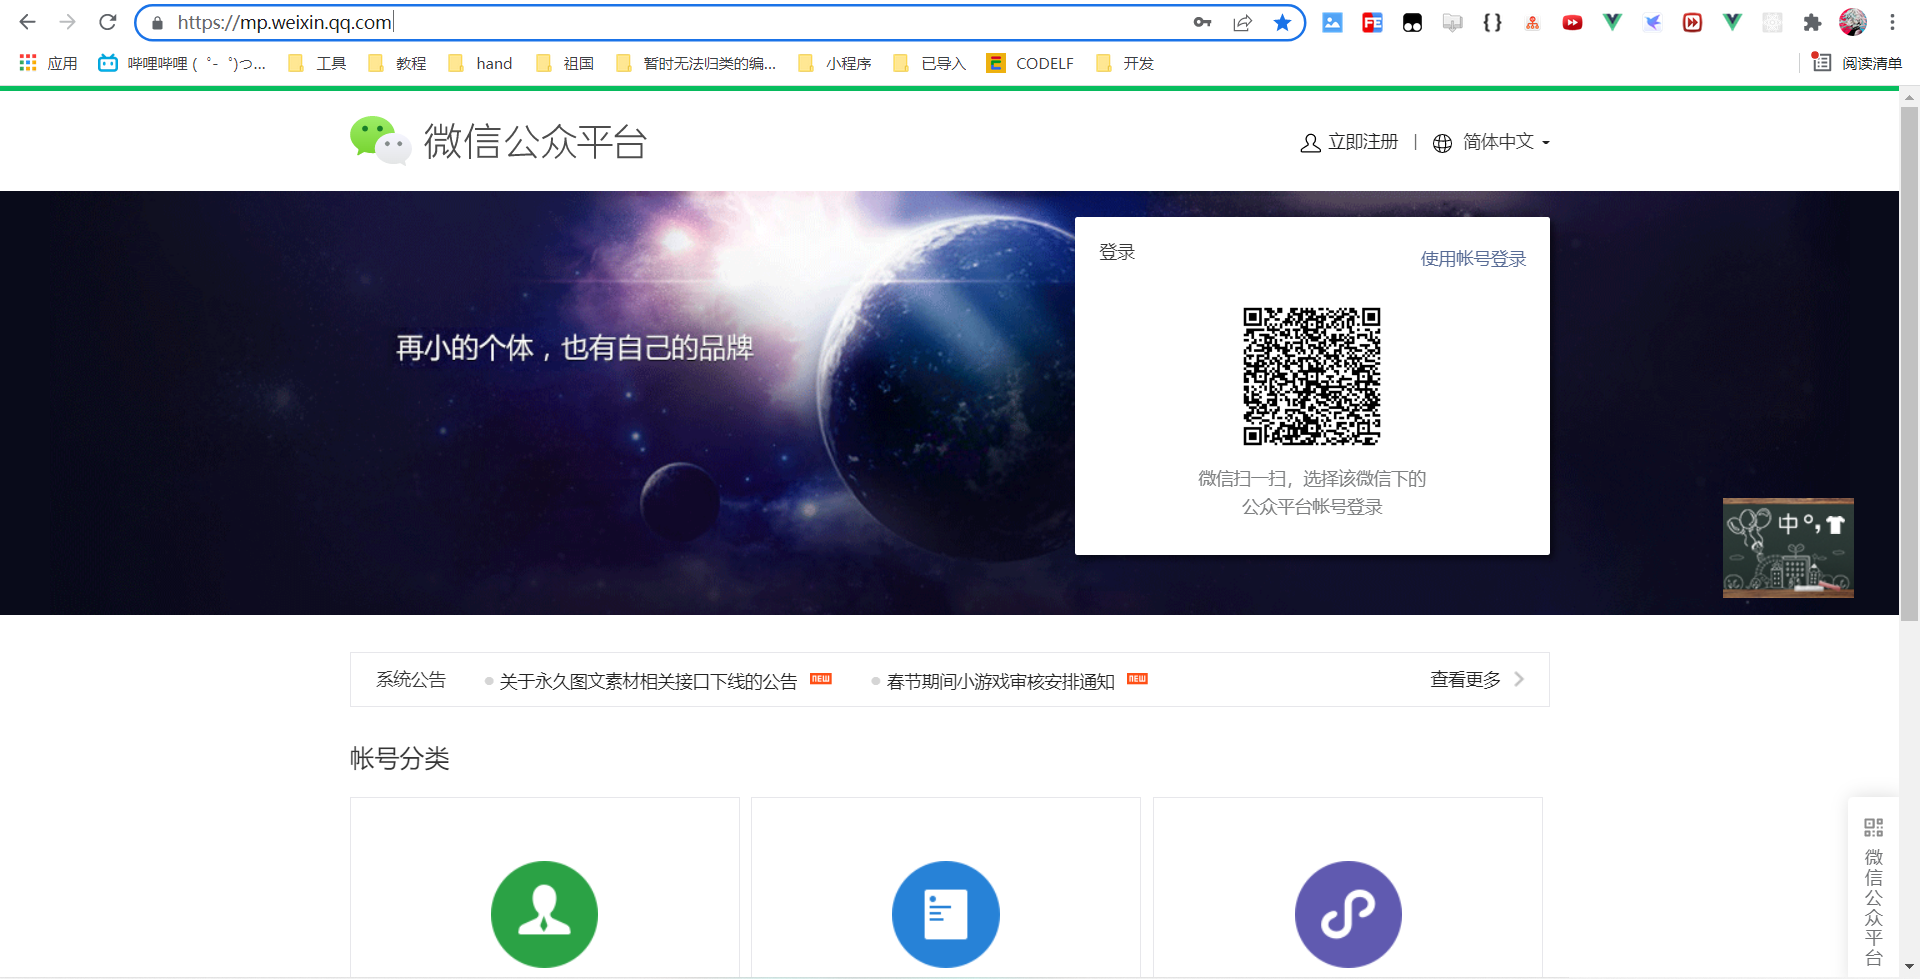 https://mp.weixin.qq.com
应用
哔哩哔哩 ( ゜- ゜)つ...
工具
教程
hand
祖国
暂时无法归类的编...
小程序
已导入
CODELF
开发
阅读清单
微信公众平台
立即注册 | 简体中文
登录
使用帐号登录
再小的个体，也有自己的品牌
微信扫一扫，选择该微信下的
公众平台帐号登录
中 °,
系统公告
关于永久图文素材相关接口下线的公告 NEW
春节期间小游戏审核安排通知 NEW
查看更多
帐号分类
微信公众平台